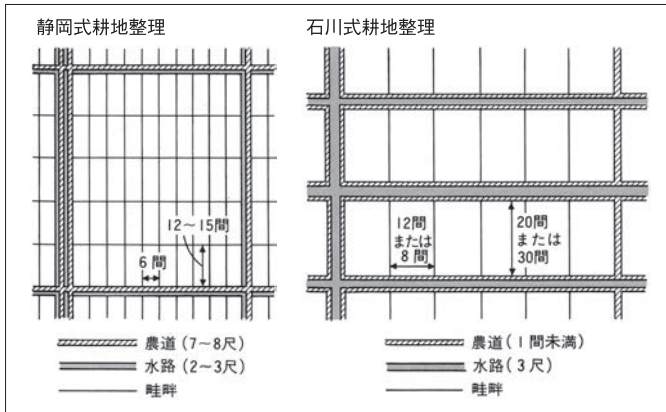 静岡式耕地整理
12〜15間
6間
農道(7〜8尺)
水路(2〜3尺)
畦畔
石川式耕地整理
12間
または
8間
20間
または
30間
農道(1間未満)
水路(3尺)
畦畔